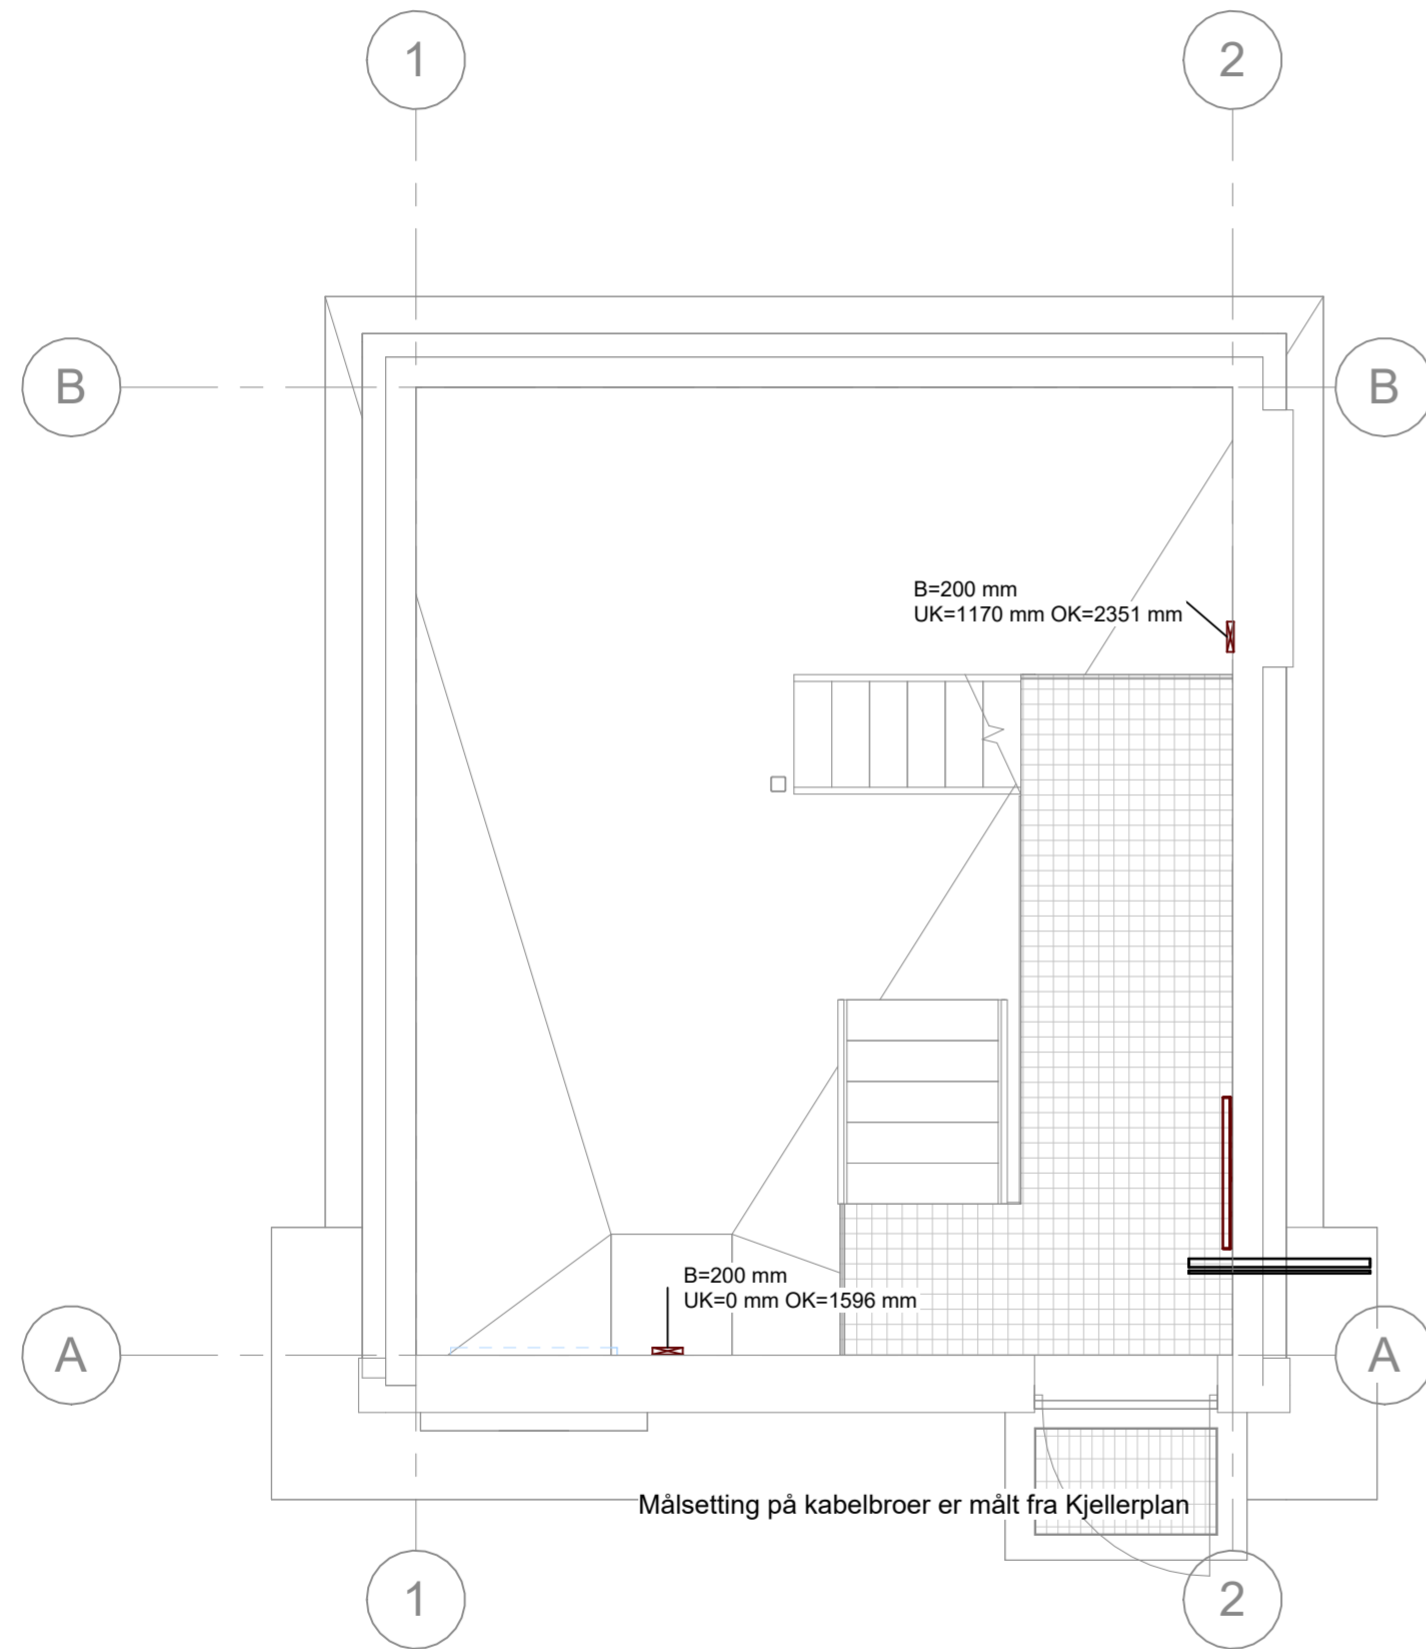 1
2
B
B
B=200 mm
UK=1170 mm OK=2351 mm
B=200 mm
UK=0 mm OK=1596 mm
A
A
Målsetting på kabelbroer er målt fra Kjellerplan
1
2